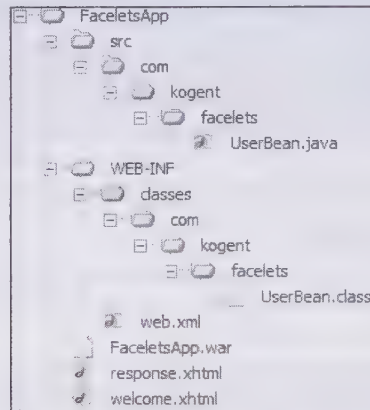 FaceletsApp
src
com
kogent
facelets
UserBean.java
WEB-INF
classes
com
kogent
facelets
UserBean.class
web.xml
FaceletsApp.war
response.xhtml
welcome.xhtml